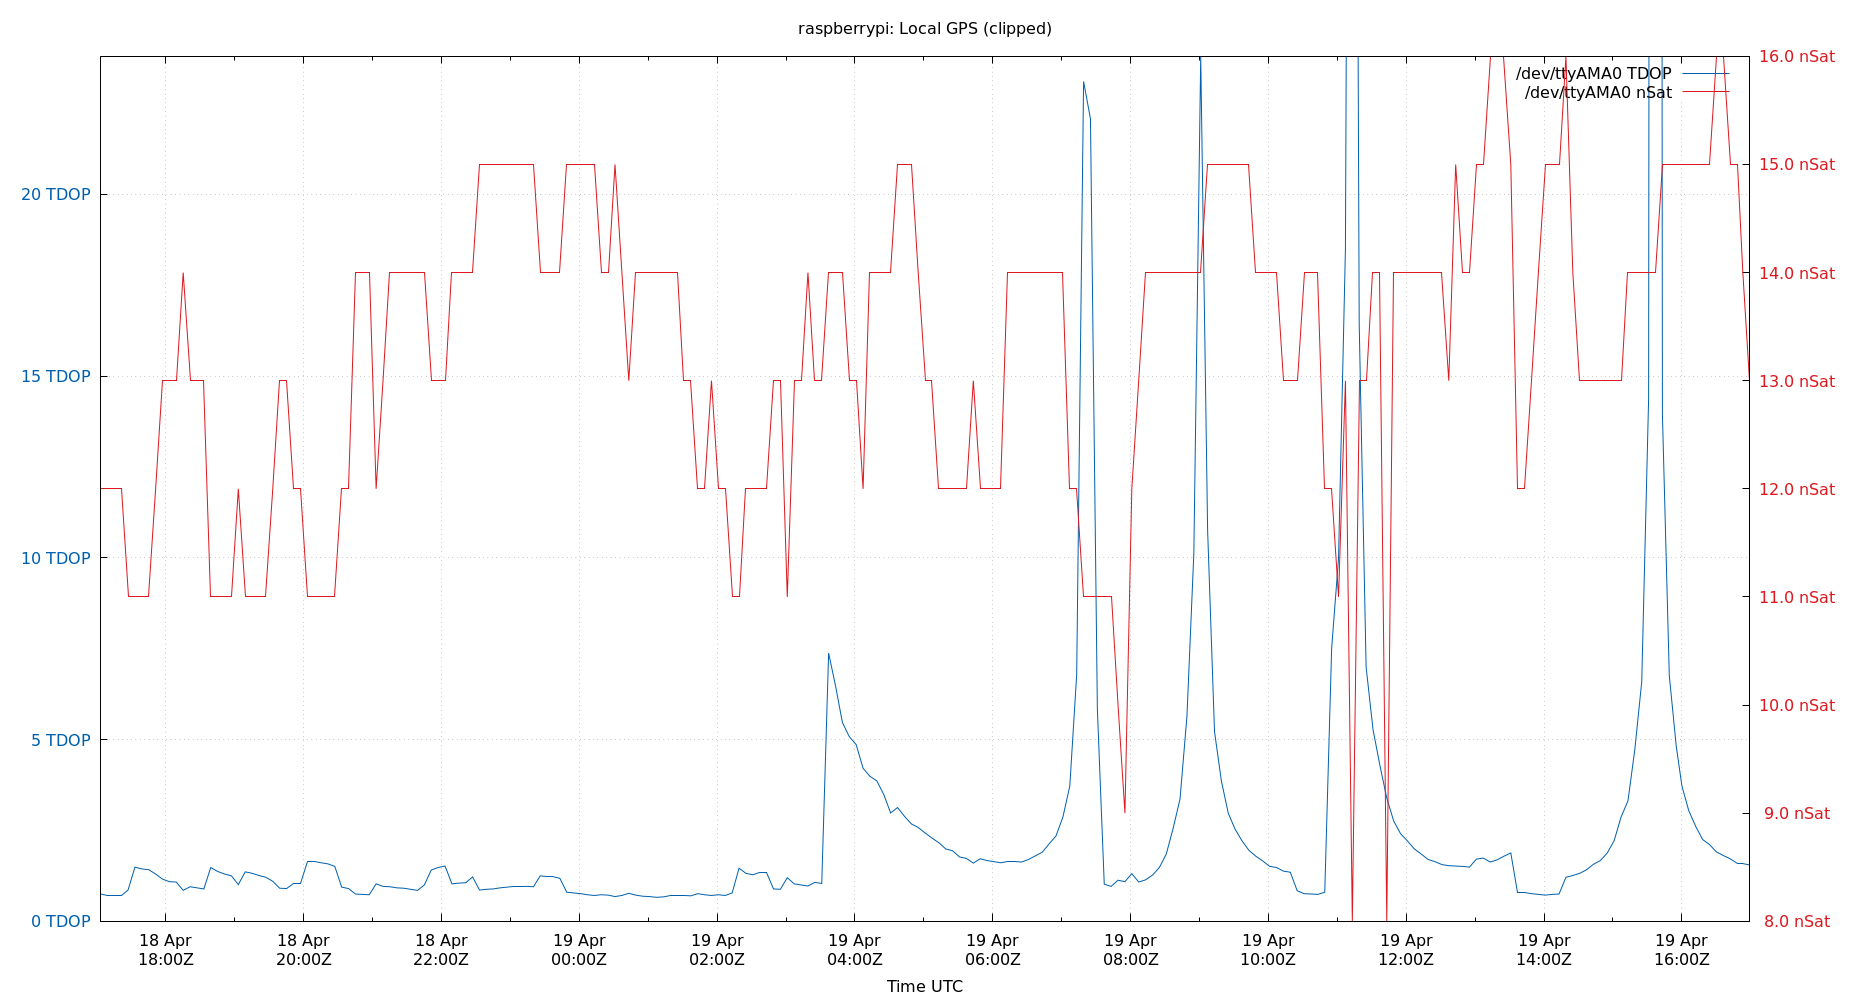 raspberrypi: Local GPS (clipped)
/dev/ttyAMA0 TDOP
/dev/ttyAMA0 nSat
20 TDOP
15 TDOP
10 TDOP
5 TDOP
0 TDOP
16.0 nSat
15.0 nSat
14.0 nSat
13.0 nSat
12.0 nSat
11.0 nSat
10.0 nSat
9.0 nSat
8.0 nSat
18 Apr
18:00Z
18 Apr
20:00Z
18 Apr
22:00Z
19 Apr
00:00Z
19 Apr
02:00Z
19 Apr
04:00Z
19 Apr
06:00Z
19 Apr
08:00Z
19 Apr
10:00Z
19 Apr
12:00Z
19 Apr
14:00Z
19 Apr
16:00Z
Time UTC